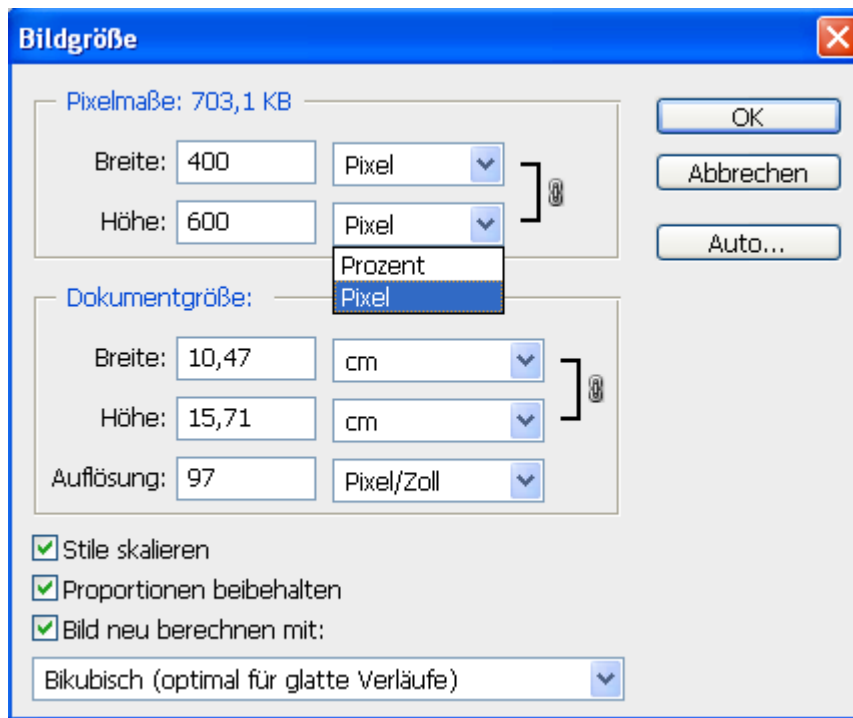 Bildgröße
Pixelmaße: 703,1 KB
OK
Breite: 400 Pixel
Abbrechen
Höhe: 600 Pixel
Auto...
Prozent
Pixel
Dokumentgröße:
Breite: 10,47 cm
Höhe: 15,71 cm
Auflösung: 97 Pixel/Zoll
Stile skalieren
Proportionen beibehalten
Bild neu berechnen mit:
Bikubisch (optimal für glatte Verläufe)